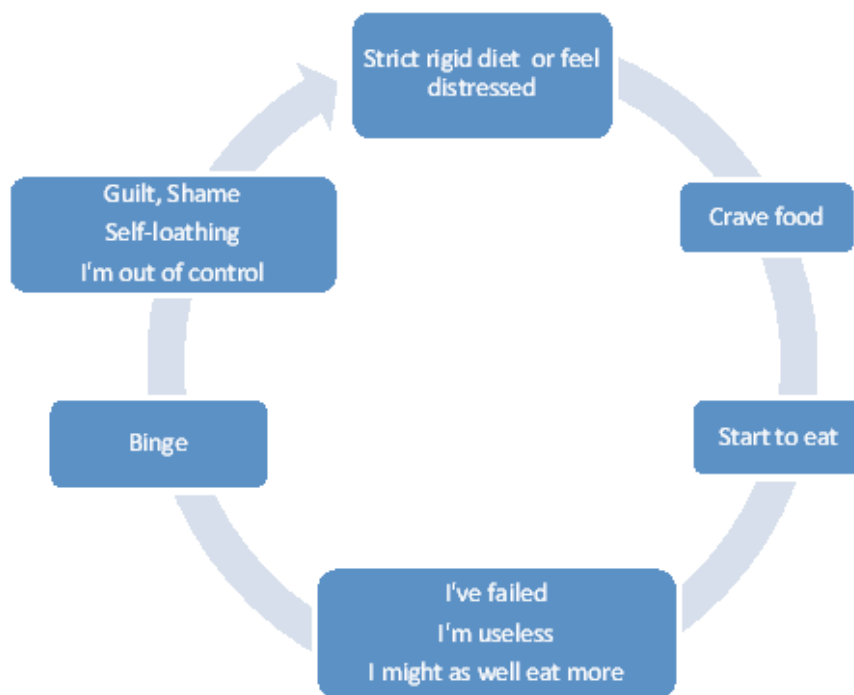 Strict rigid diet or feel
distressed
Crave food
Start to eat
I've failed
I'm useless
I might as well eat more
Binge
Guilt, Shame
Self-loathing
I'm out of control